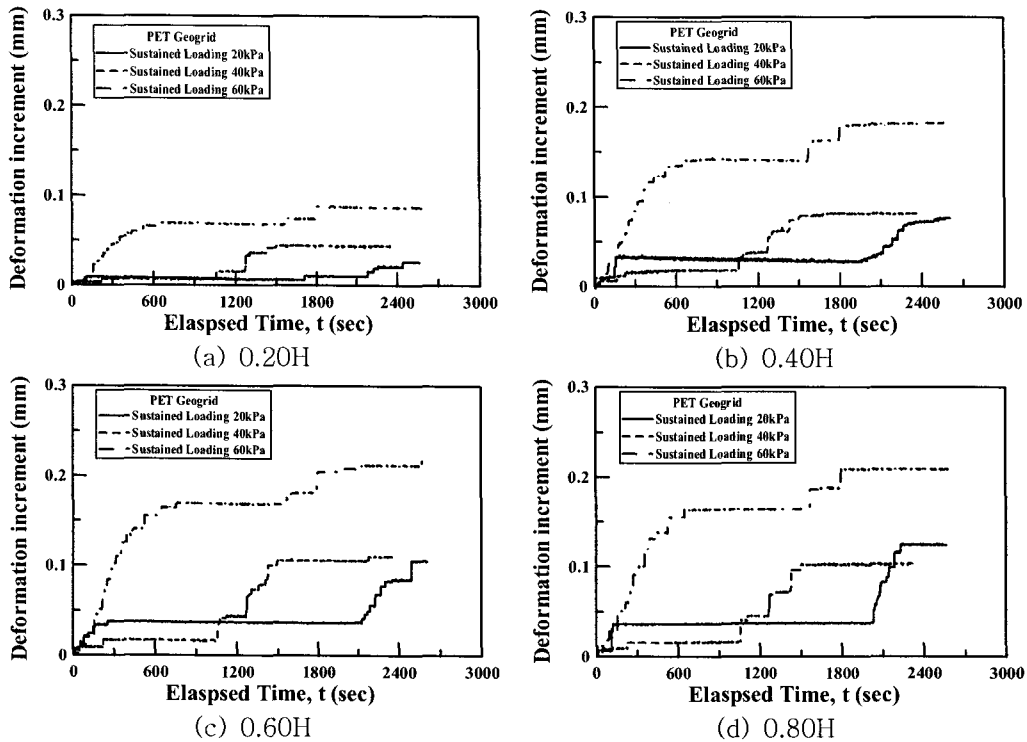 Deformation increment (mm)
0.3
0.2
0.1
0
PET Geogrid
Sustained Loading 20kPa
Sustained Loading 40kPa
Sustained Loading 60kPa
0 600 1200 1800 2400 3000
Elaspsed Time, t (sec)
(a) 0.20H
Deformation increment (mm)
0.3
0.2
0.1
0
PET Geogrid
Sustained Loading 20kPa
Sustained Loading 40kPa
Sustained Loading 60kPa
0 600 1200 1800 2400 3000
Elaspsed Time, t (sec)
(b) 0.40H
Deformation increment (mm)
0.3
0.2
0.1
0
PET Geogrid
Sustained Loading 20kPa
Sustained Loading 40kPa
Sustained Loading 60kPa
0 600 1200 1800 2400 3000
Elaspsed Time, t (sec)
(c) 0.60H
Deformation increment (mm)
0.3
0.2
0.1
0
PET Geogrid
Sustained Loading 20kPa
Sustained Loading 40kPa
Sustained Loading 60kPa
0 600 1200 1800 2400 3000
Elaspsed Time, t (sec)
(d) 0.80H